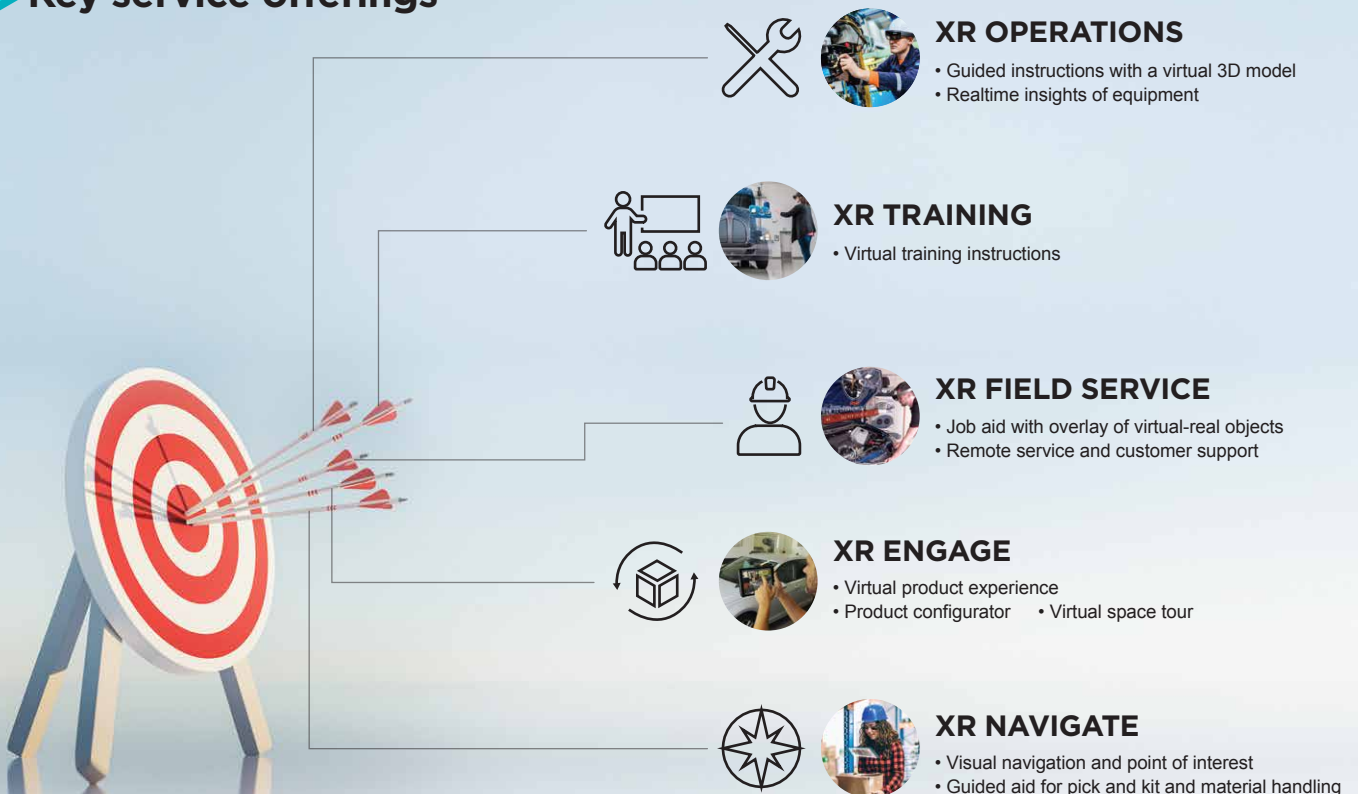 Key service offerings
XR OPERATIONS
• Guided instructions with a virtual 3D model
• Realtime insights of equipment
XR TRAINING
• Virtual training instructions
XR FIELD SERVICE
• Job aid with overlay of virtual-real objects
• Remote service and customer support
XR ENGAGE
• Virtual product experience
• Product configurator • Virtual space tour
XR NAVIGATE
• Visual navigation and point of interest
• Guided aid for pick and kit and material handling